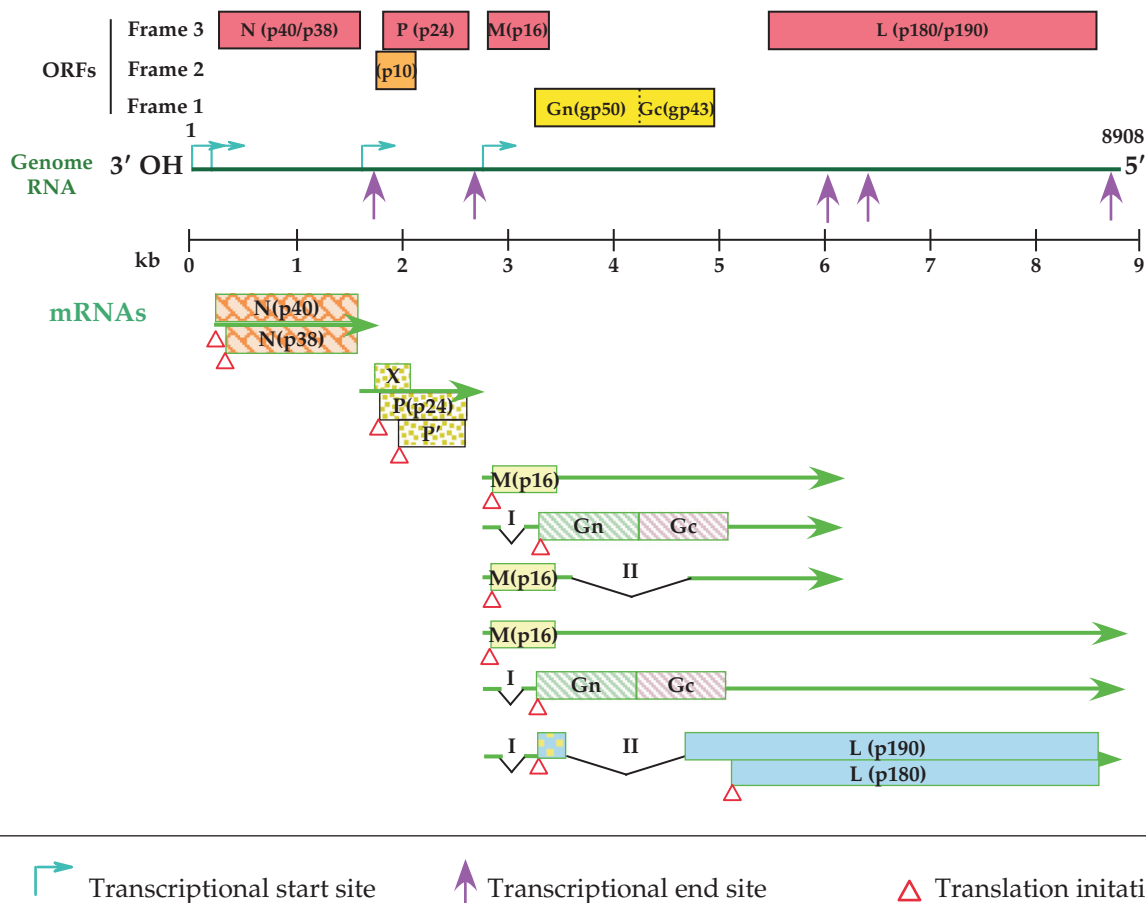 Frame 3 N (p40/p38) P (p24) M(p16) L (p180/p190)
ORFs Frame 2 (p10)
Frame 1 Gn(gp50) Gc(gp43)
1 8908
Genome RNA 3′ OH 5′
kb 0 1 2 3 4 5 6 7 8 9
mRNAs
N(p40)
N(p38)
X
P(p24)
P′
M(p16)
I Gn Gc
M(p16) II
M(p16)
I Gn Gc
I II L (p190)
L (p180)
Transcriptional start site Transcriptional end site Translation initati